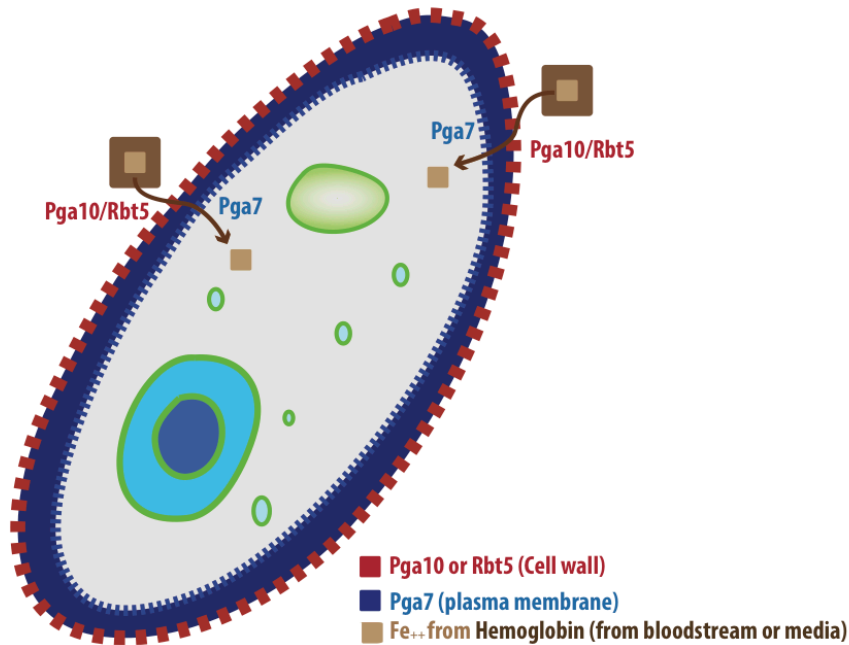 Pga7
Pga10/Rbt5
Pga7
Pga10/Rbt5
Pga10 or Rbt5 (Cell wall)
Pga7 (plasma membrane)
Fe++ from Hemoglobin (from bloodstream or media)